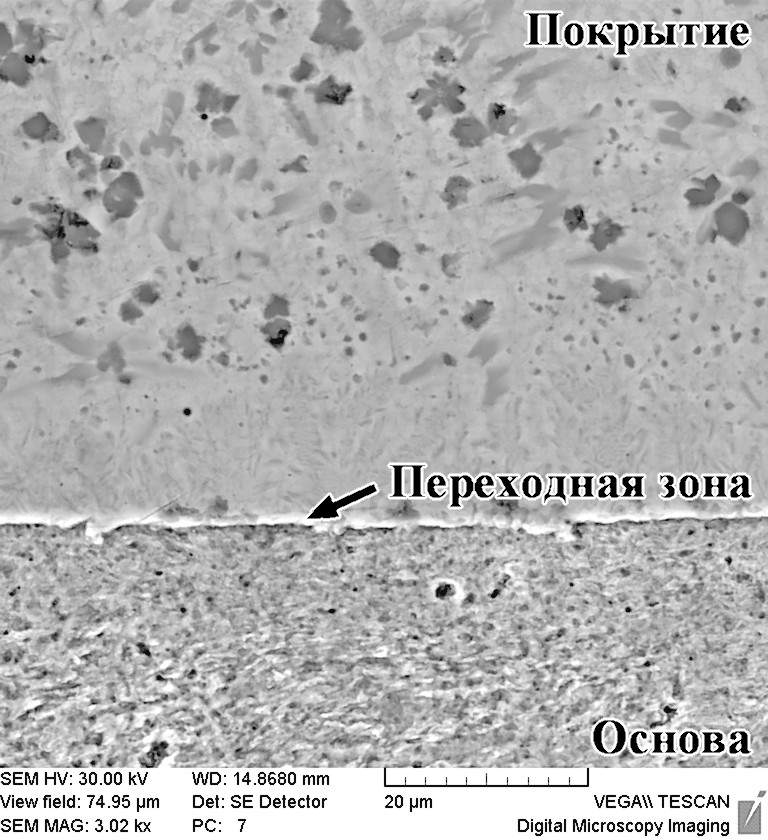 Покрытие
Переходная зона
Основа
SEM HV: 30.00 kV WD: 14.8680 mm
View field: 74.95 µm Det: SE Detector 20 µm VEGA\\ TESCAN
SEM MAG: 3.02 kx PC: 7 Digital Microscopy Imaging